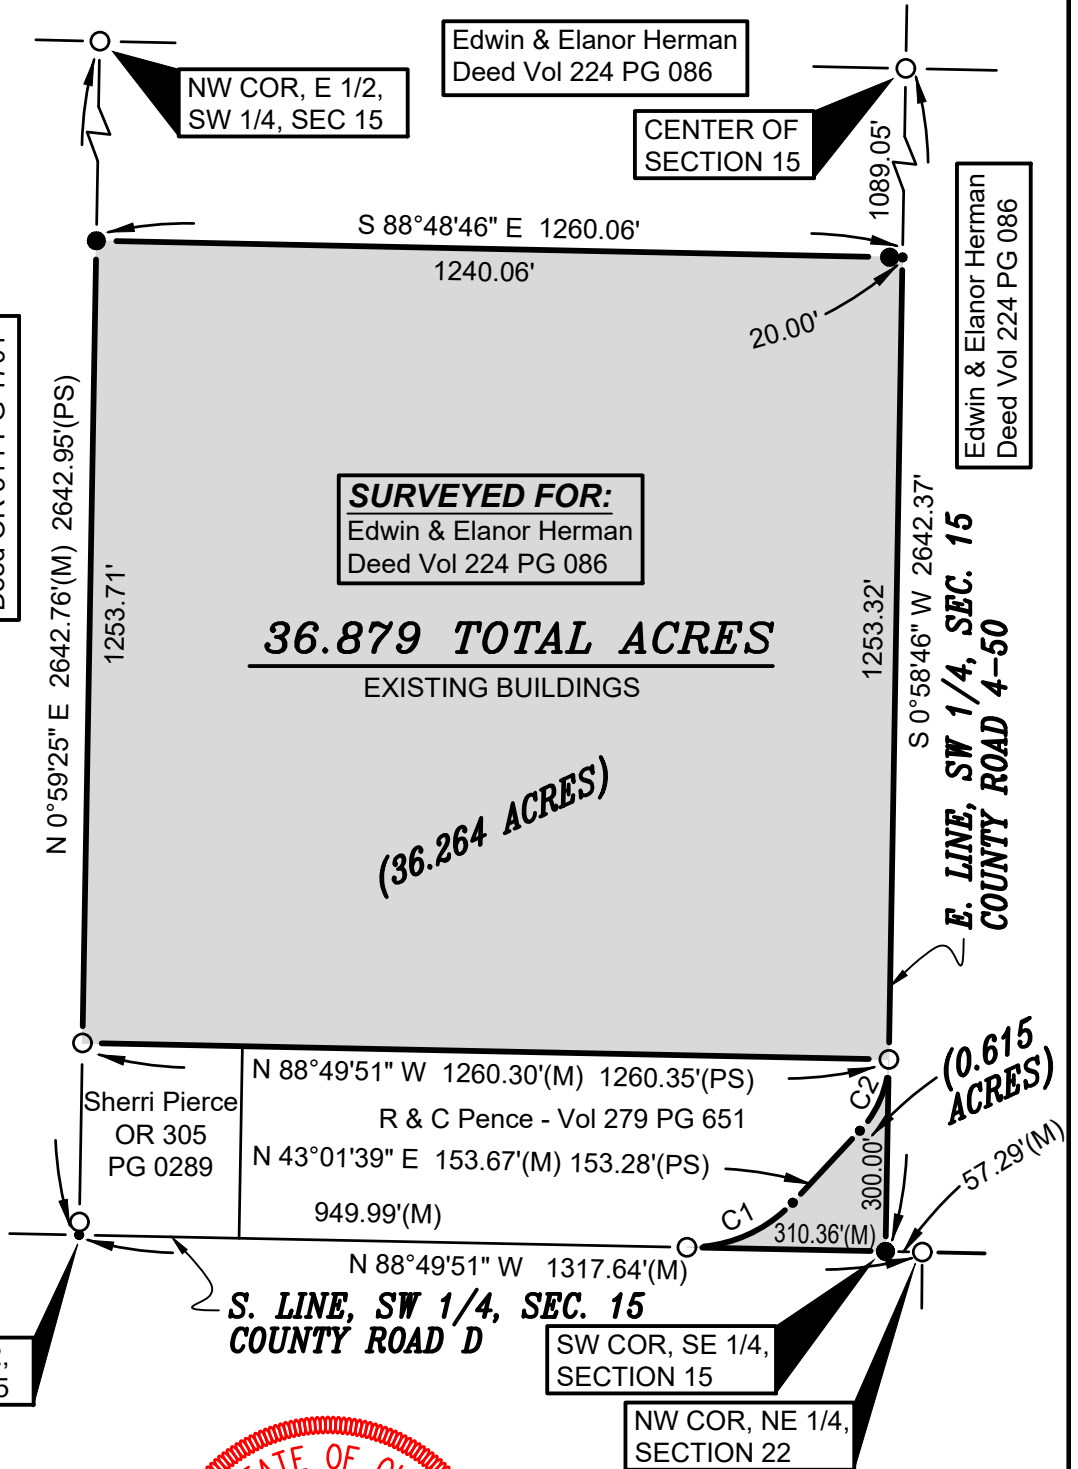 Edwin & Elanor Herman
Deed Vol 224 PG 086
NW COR, E 1/2,
SW 1/4, SEC 15
CENTER OF
SECTION 15
1089.05'
Edwin & Elanor Herman
Deed Vol 224 PG 086
S 88°48'46" E 1260.06'
1240.06'
20.00'
N 0°59'25" E 2642.76'(M) 2642.95'(PS)
1253.71'
SURVEYED FOR:
Edwin & Elanor Herman
Deed Vol 224 PG 086
36.879 TOTAL ACRES
EXISTING BUILDINGS
(36.264 ACRES)
1253.32'
S 0°58'46" W 2642.37'
E. LINE, SW 1/4, SEC. 15
COUNTY ROAD 4-50
(0.615
ACRES)
N 88°49'51" W 1260.30'(M) 1260.35'(PS)
C2
Sherri Pierce
OR 305
PG 0289
R & C Pence - Vol 279 PG 651
N 43°01'39" E 153.67'(M) 153.28'(PS)
300.00'
57.29'(M)
949.99'(M)
C1
310.36'(M)
N 88°49'51" W 1317.64'(M)
S. LINE, SW 1/4, SEC. 15
COUNTY ROAD D
SW COR, SE 1/4,
SECTION 15
NW COR, NE 1/4,
SECTION 22
OF